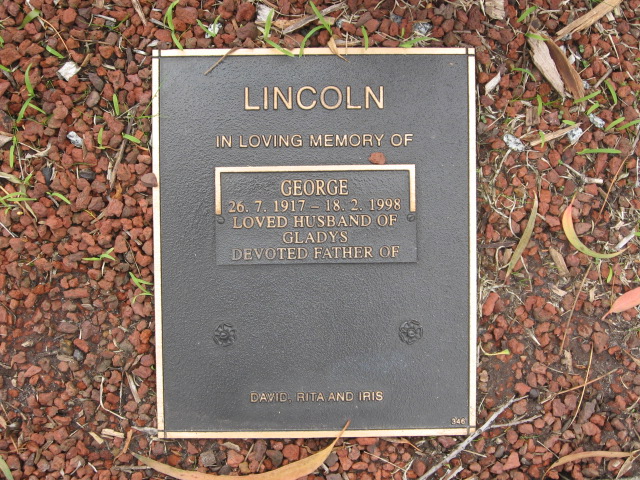 LINCOLN
IN LOVING MEMORY OF
GEORGE
26. 7. 1917 – 18. 2. 1998
LOVED HUSBAND OF
GLADYS
DEVOTED FATHER OF
DAVID, RITA AND IRIS
346